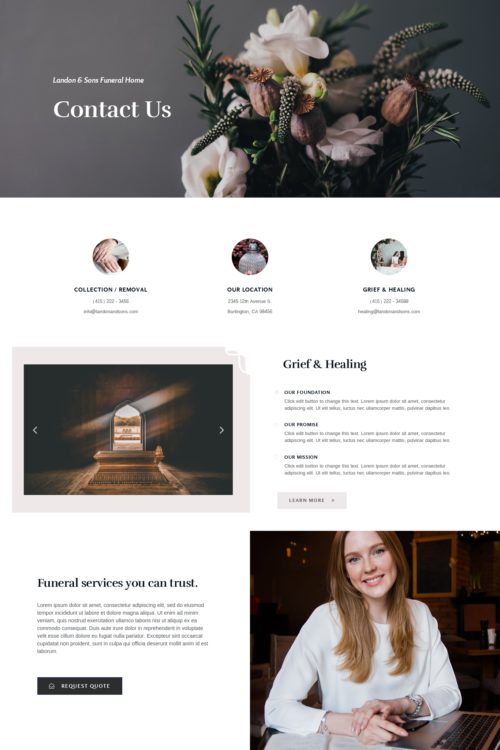 Landon & Sons Funeral Home
Contact Us
COLLECTION / REMOVAL
(415) 222 - 3456
info@landonandsons.com
OUR LOCATION
2345 12th Avenue S.
Burlington, CA 99456
GRIEF & HEALING
(415) 222 - 34588
healing@landonandsons.com
Grief & Healing
OUR FOUNDATION
Click edit button to change this text. Lorem ipsum dolor sit amet, consectetur
adipiscing elit. Ut elit tellus, luctus nec ullamcorper mattis, pulvinar dapibus leo.
OUR PROMISE
Click edit button to change this text. Lorem ipsum dolor sit amet, consectetur
adipiscing elit. Ut elit tellus, luctus nec ullamcorper mattis, pulvinar dapibus leo.
OUR MISSION
Click edit button to change this text. Lorem ipsum dolor sit amet, consectetur
adipiscing elit. Ut elit tellus, luctus nec ullamcorper mattis, pulvinar dapibus leo.
LEARN MORE
Funeral services you can trust.
Lorem ipsum dolor sit amet, consectetur adipiscing elit, sed do eiusmod
tempor incididunt ut labore et dolore magna aliqua. Ut enim ad minim
veniam, quis nostrud exercitation ullamco laboris nisi ut aliquip ex ea
commodo consequat. Duis aute irure dolor in reprehenderit in voluptate
velit esse cillum dolore eu fugiat nulla pariatur. Excepteur sint occaecat
cupidatat non proident, sunt in culpa qui officia deserunt mollit anim id est
laborum
REQUEST QUOTE